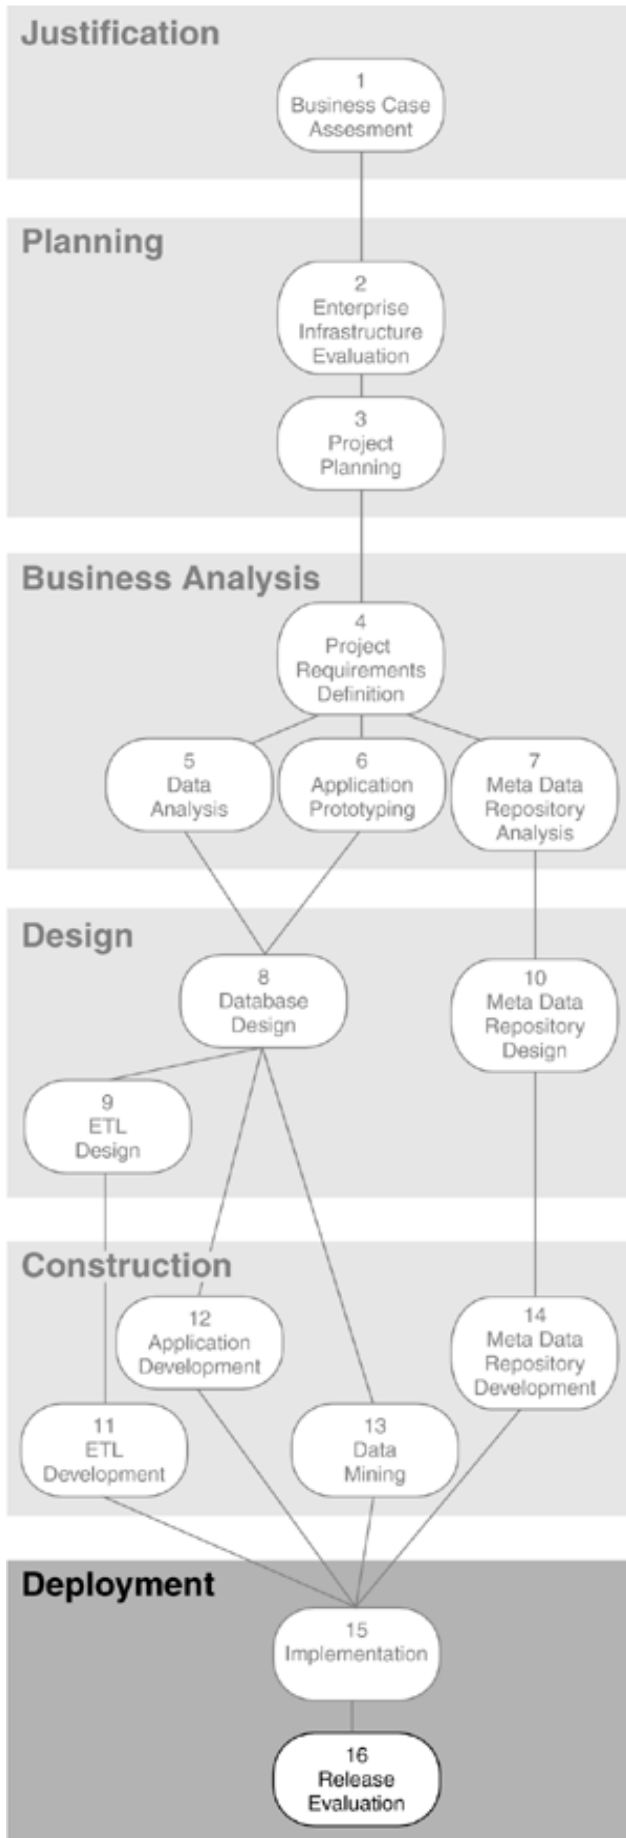 Justification
1
Business Case
Assesment
Planning
2
Enterprise
Infrastructure
Evaluation
3
Project
Planning
Business Analysis
4
Project
Requirements
Definition
5
Data
Analysis
6
Application
Prototyping
7
Meta Data
Repository
Analysis
Design
8
Database
Design
10
Meta Data
Repository
Design
9
ETL
Design
Construction
12
Application
Development
14
Meta Data
Repository
Development
11
ETL
Development
13
Data
Mining
Deployment
15
Implementation
16
Release
Evaluation